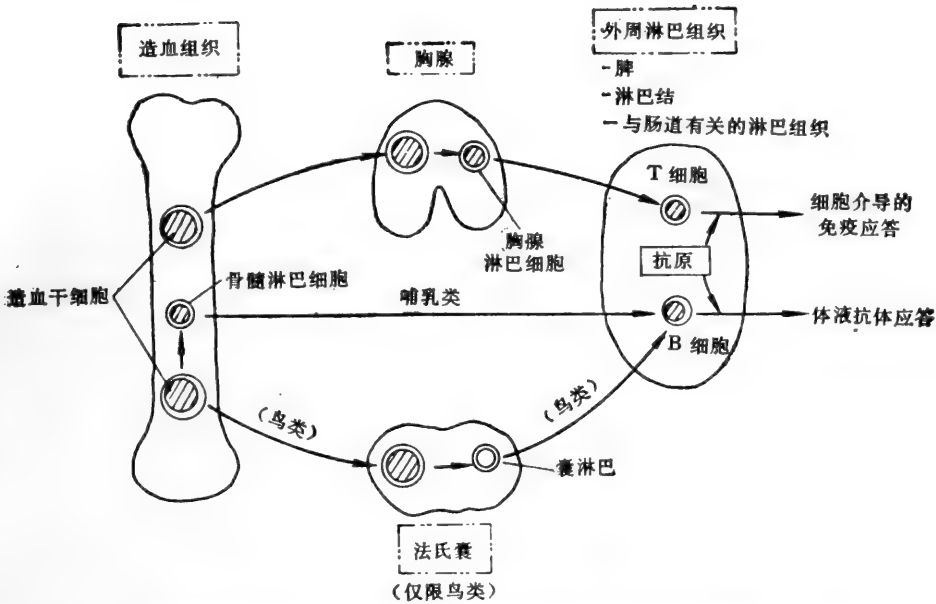 造血组织
胸腺
外周淋巴组织
-脾
-淋巴结
-与肠道有关的淋巴组织
T 细胞
细胞介导的
免疫应答
胸腺
淋巴细胞
抗原
骨髓淋巴细胞
造血干细胞
哺乳类
体液抗体应答
B 细胞
(鸟类)
(鸟类)
囊淋巴
法氏囊
(仅限鸟类)